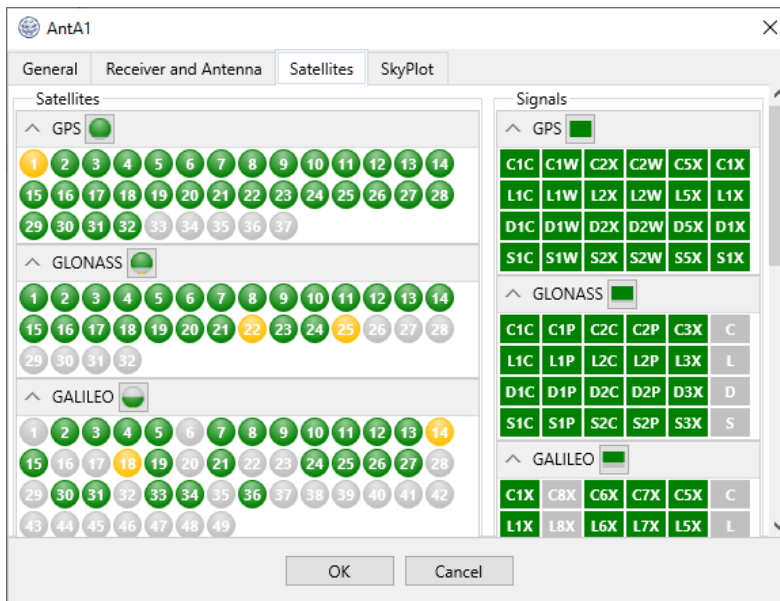 AntA1
General Receiver and Antenna Satellites SkyPlot
Satellites
GPS
1 2 3 4 5 6 7 8 9 10 11 12 13 14
15 16 17 18 19 20 21 22 23 24 25 26 27 28
29 30 31 32 33 34 35 36 37
GLONASS
1 2 3 4 5 6 7 8 9 10 11 12 13 14
15 16 17 18 19 20 21 22 23 24 25 26 27 28
29 30 31 32
GALILEO
1 2 3 4 5 6 7 8 9 10 11 12 13 14
15 16 17 18 19 20 21 22 23 24 25 26 27 28
29 30 31 32 33 34 35 36 37 38 39 40 41 42
43 44 45 46 47 48 49
Signals
GPS
C1C C1W C2X C2W C5X C1X
L1C L1W L2X L2W L5X L1X
D1C D1W D2X D2W D5X D1X
S1C S1W S2X S2W S5X S1X
GLONASS
C1C C1P C2C C2P C3X C
L1C L1P L2C L2P L3X L
D1C D1P D2C D2P D3X D
S1C S1P S2C S2P S3X S
GALILEO
C1X C8X C6X C7X C5X C
L1X L8X L6X L7X L5X L
OK Cancel